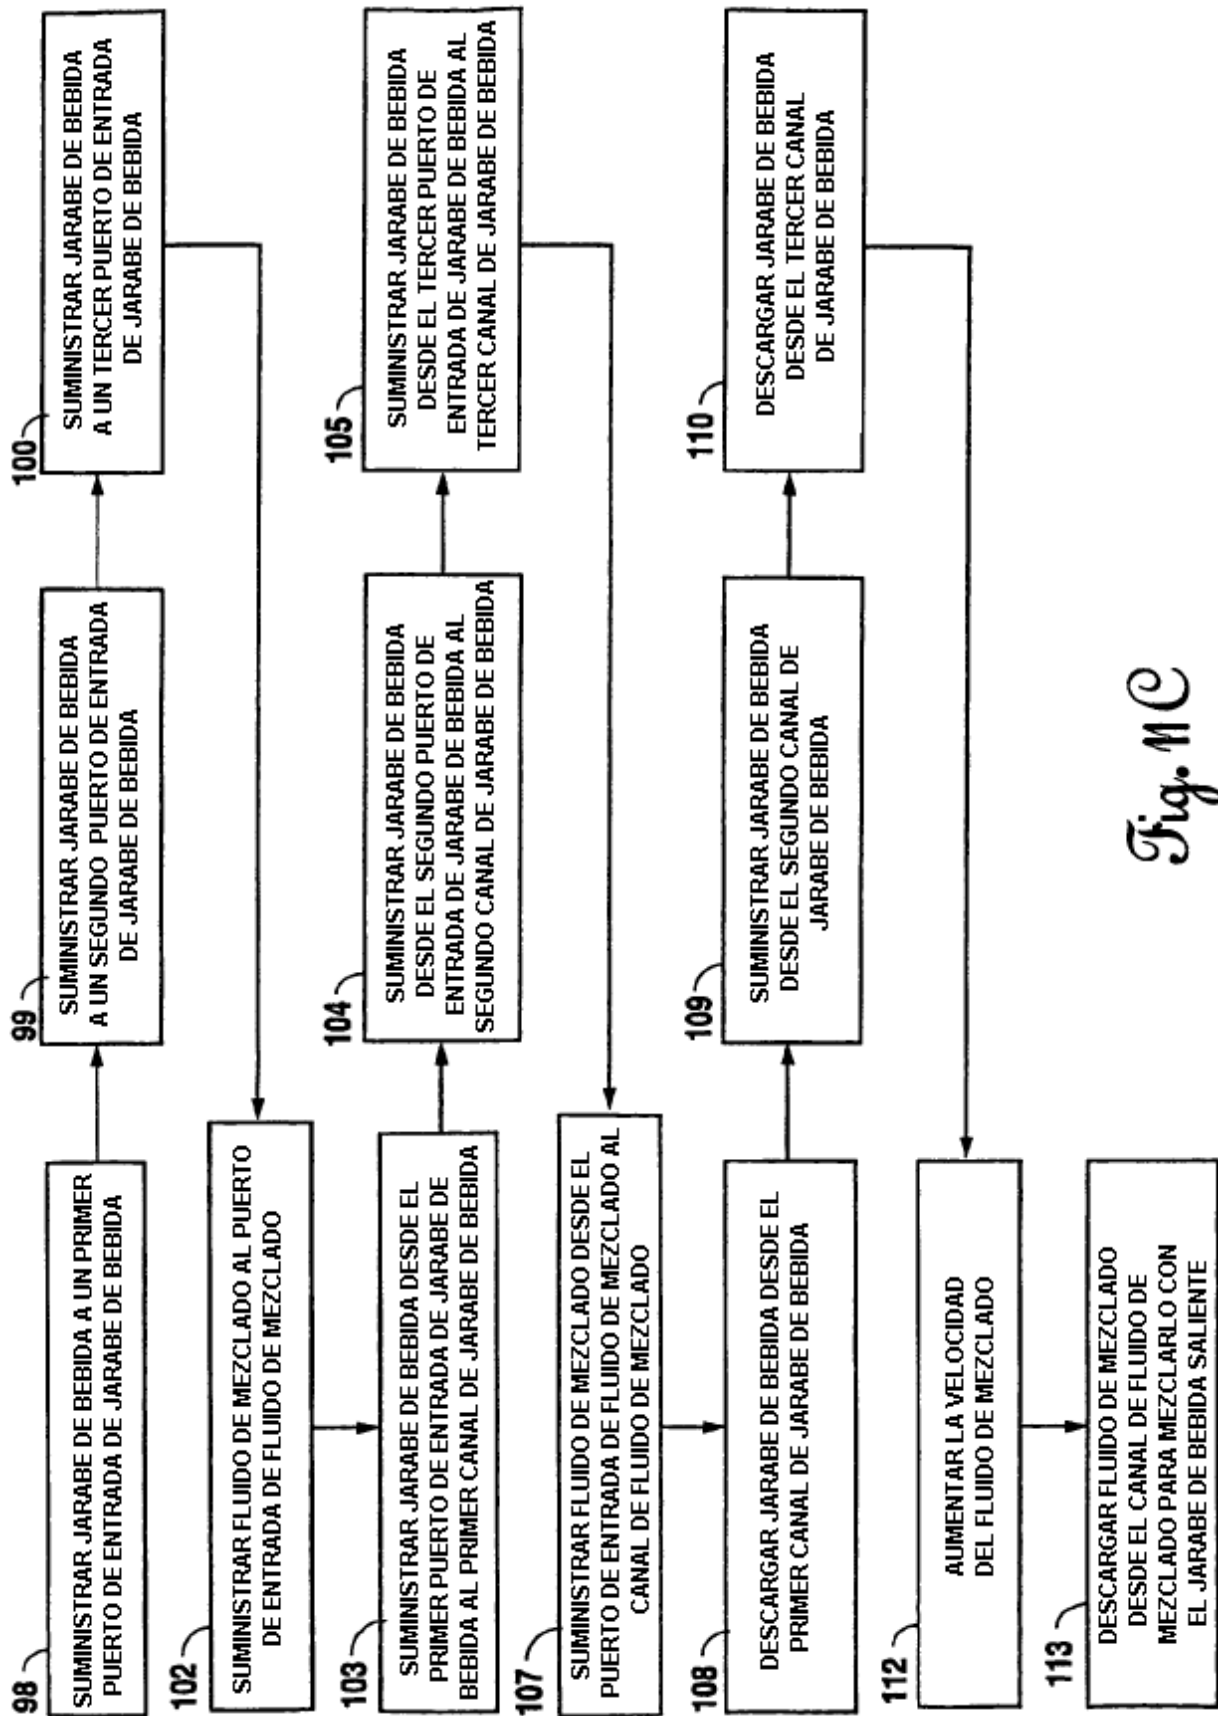 98
SUMINISTRAR JARABE DE BEBIDA A UN PRIMER
PUERTO DE ENTRADA DE JARABE DE BEBIDA
99
SUMINISTRAR JARABE DE BEBIDA
A UN SEGUNDO PUERTO DE ENTRADA
DE JARABE DE BEBIDA
100
SUMINISTRAR JARABE DE BEBIDA
A UN TERCER PUERTO DE ENTRADA
DE JARABE DE BEBIDA
102
SUMINISTRAR FLUIDO DE MEZCLADO AL PUERTO
DE ENTRADA DE FLUIDO DE MEZCLADO
103
SUMINISTRAR JARABE DE BEBIDA DESDE EL
PRIMER PUERTO DE ENTRADA DE JARABE DE
BEBIDA AL PRIMER CANAL DE JARABE DE BEBIDA
104
SUMINISTRAR JARABE DE BEBIDA
DESDE EL SEGUNDO PUERTO DE
ENTRADA DE JARABE DE BEBIDA AL
SEGUNDO CANAL DE JARABE DE BEBIDA
105
SUMINISTRAR JARABE DE BEBIDA
DESDE EL TERCER PUERTO DE
ENTRADA DE JARABE DE BEBIDA AL
TERCER CANAL DE JARABE DE BEBIDA
107
SUMINISTRAR FLUIDO DE MEZCLADO DESDE EL
PUERTO DE ENTRADA DE FLUIDO DE MEZCLADO AL
CANAL DE FLUIDO DE MEZCLADO
108
DESCARGAR JARABE DE BEBIDA DESDE EL
PRIMER CANAL DE JARABE DE BEBIDA
109
SUMINISTRAR JARABE DE BEBIDA
DESDE EL SEGUNDO CANAL DE
JARABE DE BEBIDA
110
DESCARGAR JARABE DE BEBIDA
DESDE EL TERCER CANAL
DE JARABE DE BEBIDA
112
AUMENTAR LA VELOCIDAD
DEL FLUIDO DE MEZCLADO
113
DESCARGAR FLUIDO DE MEZCLADO
DESDE EL CANAL DE FLUIDO DE
MEZCLADO PARA MEZCLARLO CON
EL JARABE DE BEBIDA SALIENTE
Fig. 11C